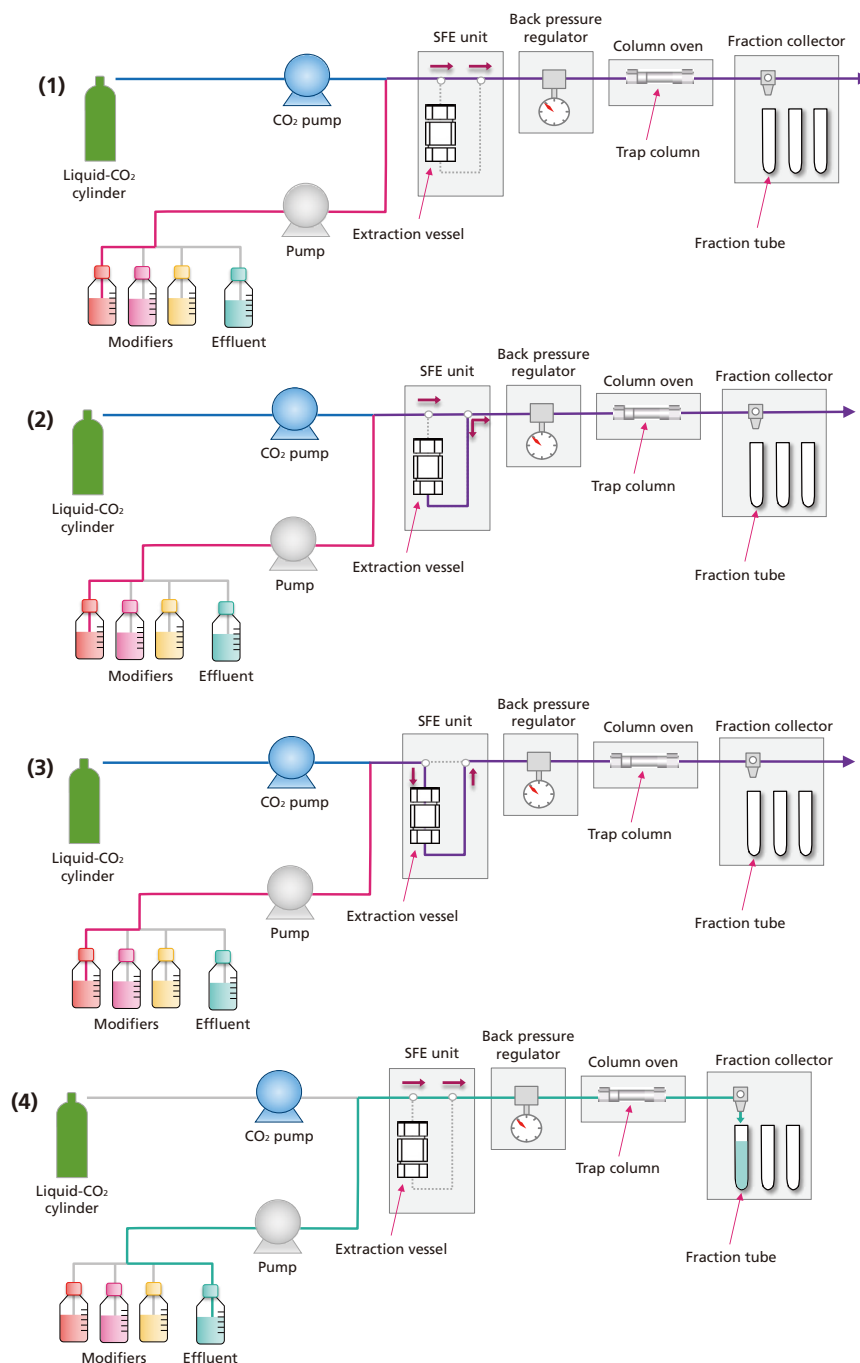 Back pressure
regulator
SFE unit
Column oven
Fraction collector
(1)
CO₂ pump
Trap column
Liquid-CO₂
cylinder
Extraction vessel
Pump
Fraction tube
Modifiers
Effluent
Back pressure
regulator
SFE unit
Column oven
Fraction collector
(2)
CO₂ pump
Trap column
Liquid-CO₂
cylinder
Extraction vessel
Pump
Fraction tube
Modifiers
Effluent
Back pressure
regulator
SFE unit
Column oven
Fraction collector
(3)
CO₂ pump
Trap column
Liquid-CO₂
cylinder
Extraction vessel
Pump
Fraction tube
Modifiers
Effluent
Back pressure
regulator
SFE unit
Column oven
Fraction collector
(4)
CO₂ pump
Trap column
Liquid-CO₂
cylinder
Extraction vessel
Pump
Fraction tube
Modifiers
Effluent